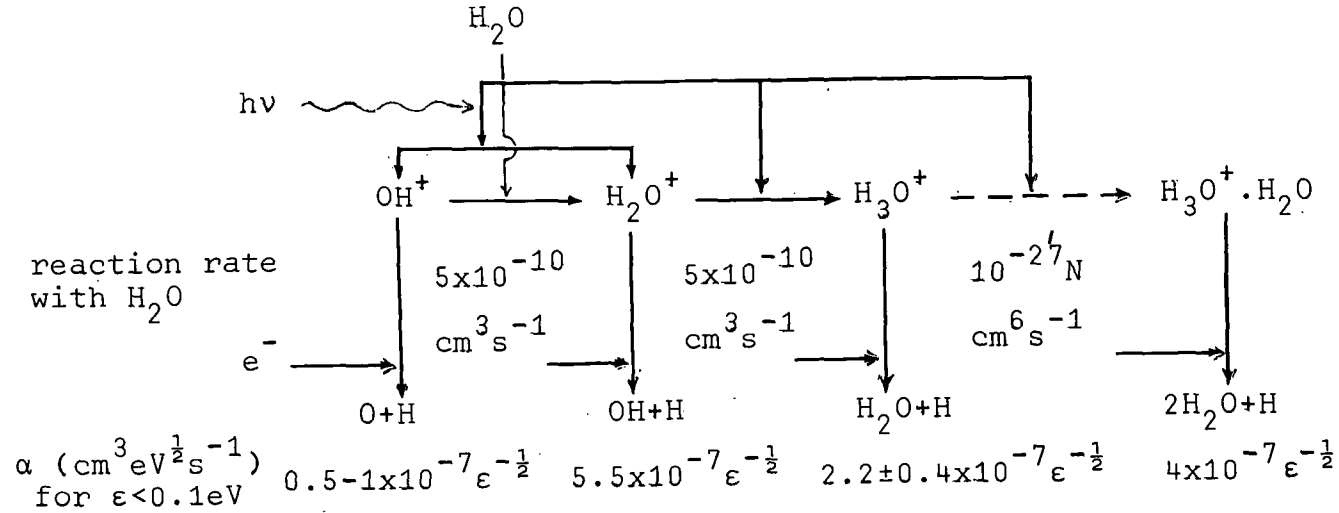 H₂O
hν
OH⁺ H₂O⁺ H₃O⁺ H₃O⁺.H₂O
reaction rate
with H₂O
5x10⁻¹⁰ 5x10⁻¹⁰ 10⁻²⁷N
cm³s⁻¹ cm³s⁻¹ cm⁶s⁻¹
e⁻
O+H OH+H H₂O+H 2H₂O+H
α (cm³eV^½s⁻¹) 0.5-1x10⁻⁷ε^-½ 5.5x10⁻⁷ε^-½ 2.2±0.4x10⁻⁷ε^-½ 4x10⁻⁷ε^-½
for ε<0.1eV